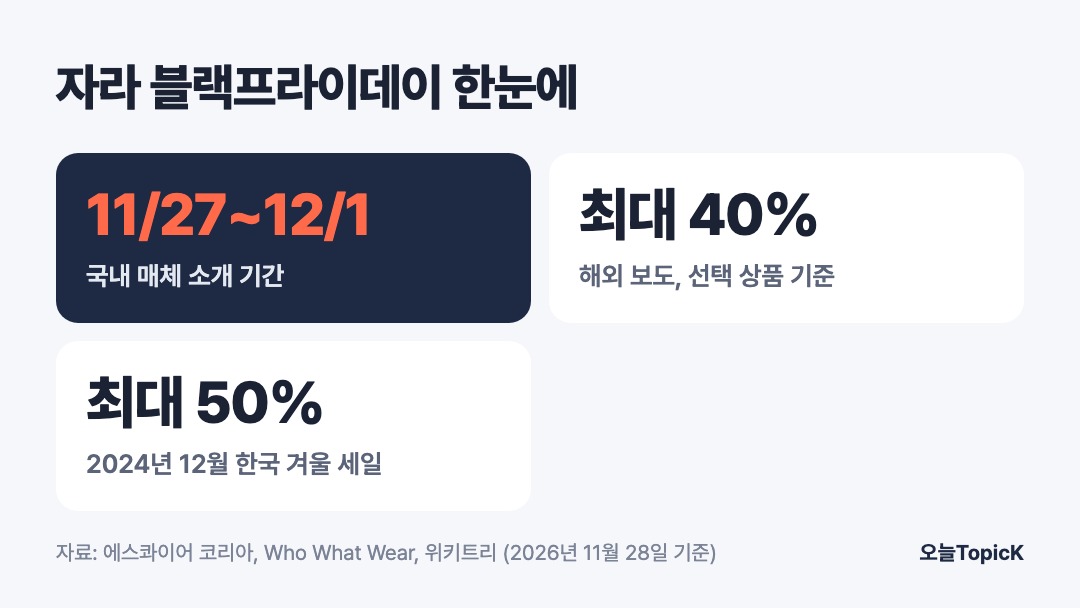 자라 블랙프라이데이 한눈에
11/27~12/1
국내 매체 소개 기간
최대 40%
해외 보도, 선택 상품 기준
최대 50%
2024년 12월 한국 겨울 세일
자료: 에스콰이어 코리아, Who What Wear, 위키트리 (2026년 11월 28일 기준)
오늘TopicK